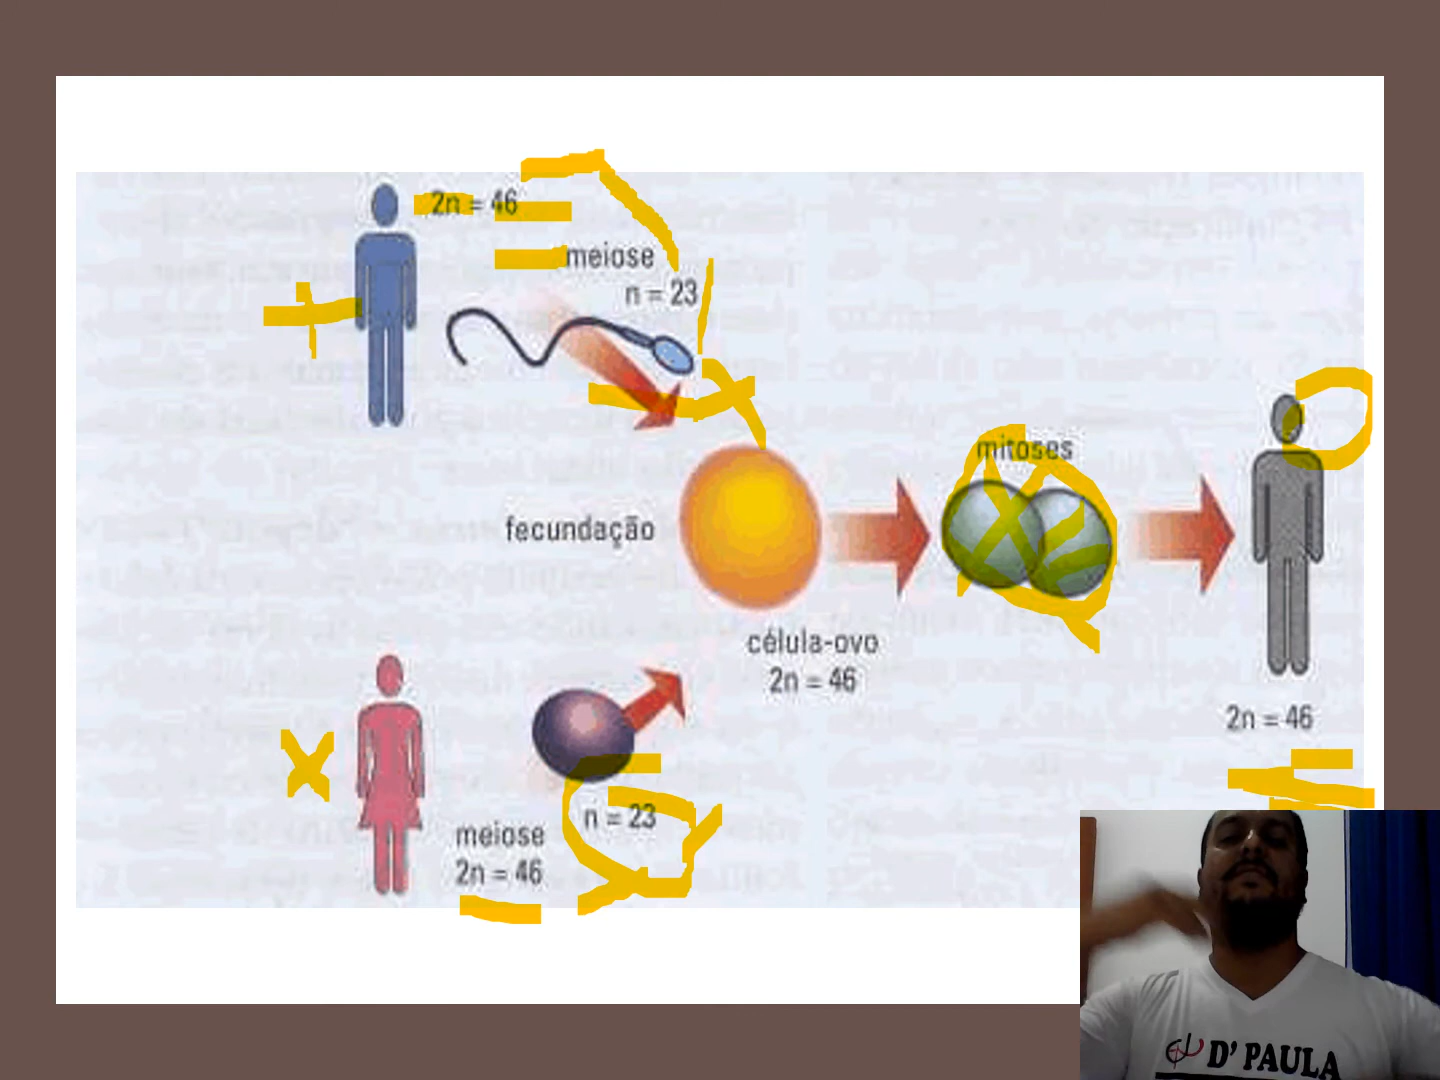 2n = 46
meiose
n = 23
mitoses
fecundação
célula-ovo
2n = 46
2n = 46
n = 23
meiose
2n = 46
D' PAULA